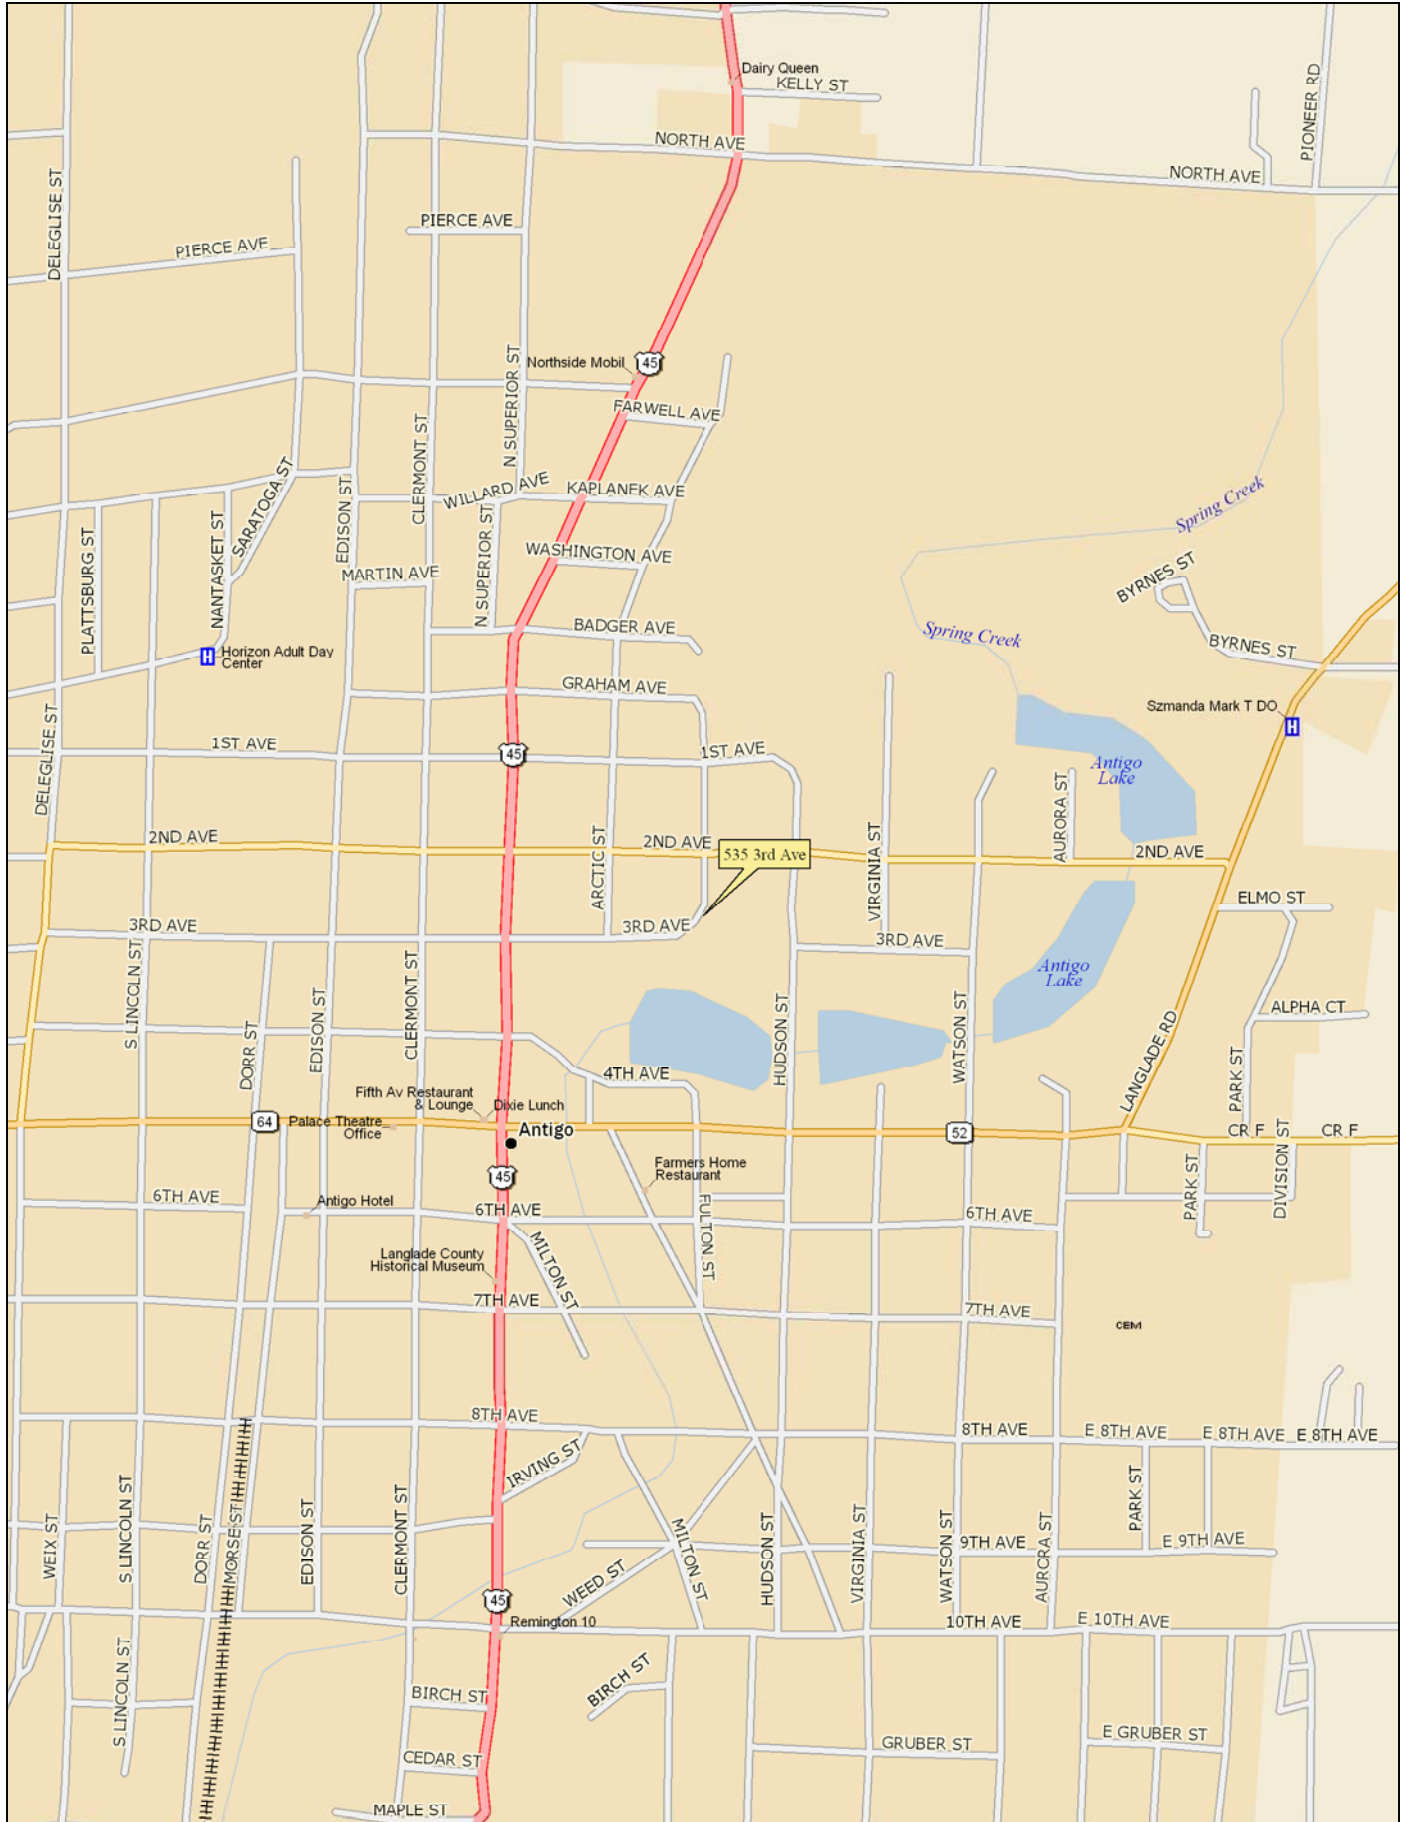 Dairy Queen
KELLY ST
PIONEER RD
NORTH AVE
NORTH AVE
DELEGLISE ST
PIERCE AVE
PIERCE AVE
N SUPERIOR ST
Northside Mobil
45
FARWELL AVE
CLERMONT ST
SARATOGA ST
EDISON ST
WILLARD AVE
KAPLANEK AVE
Spring Creek
NANTASKET ST
PLATTSBURG ST
N SUPERIOR ST
WASHINGTON AVE
MARTIN AVE
BYRNES ST
BADGER AVE
Spring Creek
BYRNES ST
Horizon Adult Day
Center
H
GRAHAM AVE
Szmanda Mark T DO
H
DELEGLISE ST
1ST AVE
1ST AVE
45
Antigo
Lake
AURORA ST
2ND AVE
2ND AVE
535 3rd Ave
2ND AVE
ARCTIC ST
VIRGINIA ST
ELMO ST
3RD AVE
3RD AVE
3RD AVE
S LINCOLN ST
CLERMONT ST
Antigo
Lake
EDISON ST
DORR ST
HUDSON ST
WATSON ST
ALPHA CT
LANGLADE RD
PARK ST
4TH AVE
Fifth Av Restaurant
& Lounge
Dixie Lunch
64
Palace Theatre
Office
Antigo
52
CR F
CR F
DIVISION ST
45
Farmers Home
Restaurant
PARK ST
6TH AVE
Antigo Hotel
6TH AVE
FULTON ST
6TH AVE
MILTON ST
Langlade County
Historical Museum
7TH AVE
7TH AVE
CEM
8TH AVE
8TH AVE
E 8TH AVE
E 8TH AVE
E 8TH AVE
IRVING ST
WEIX ST
S LINCOLN ST
DORR ST
MORSE ST
EDISON ST
CLERMONT ST
MILTON ST
HUDSON ST
VIRGINIA ST
WATSON ST
AURORA ST
PARK ST
9TH AVE
E 9TH AVE
WEED ST
45
Remington 10
10TH AVE
E 10TH AVE
S LINCOLN ST
BIRCH ST
BIRCH ST
CEDAR ST
GRUBER ST
E GRUBER ST
MAPLE ST